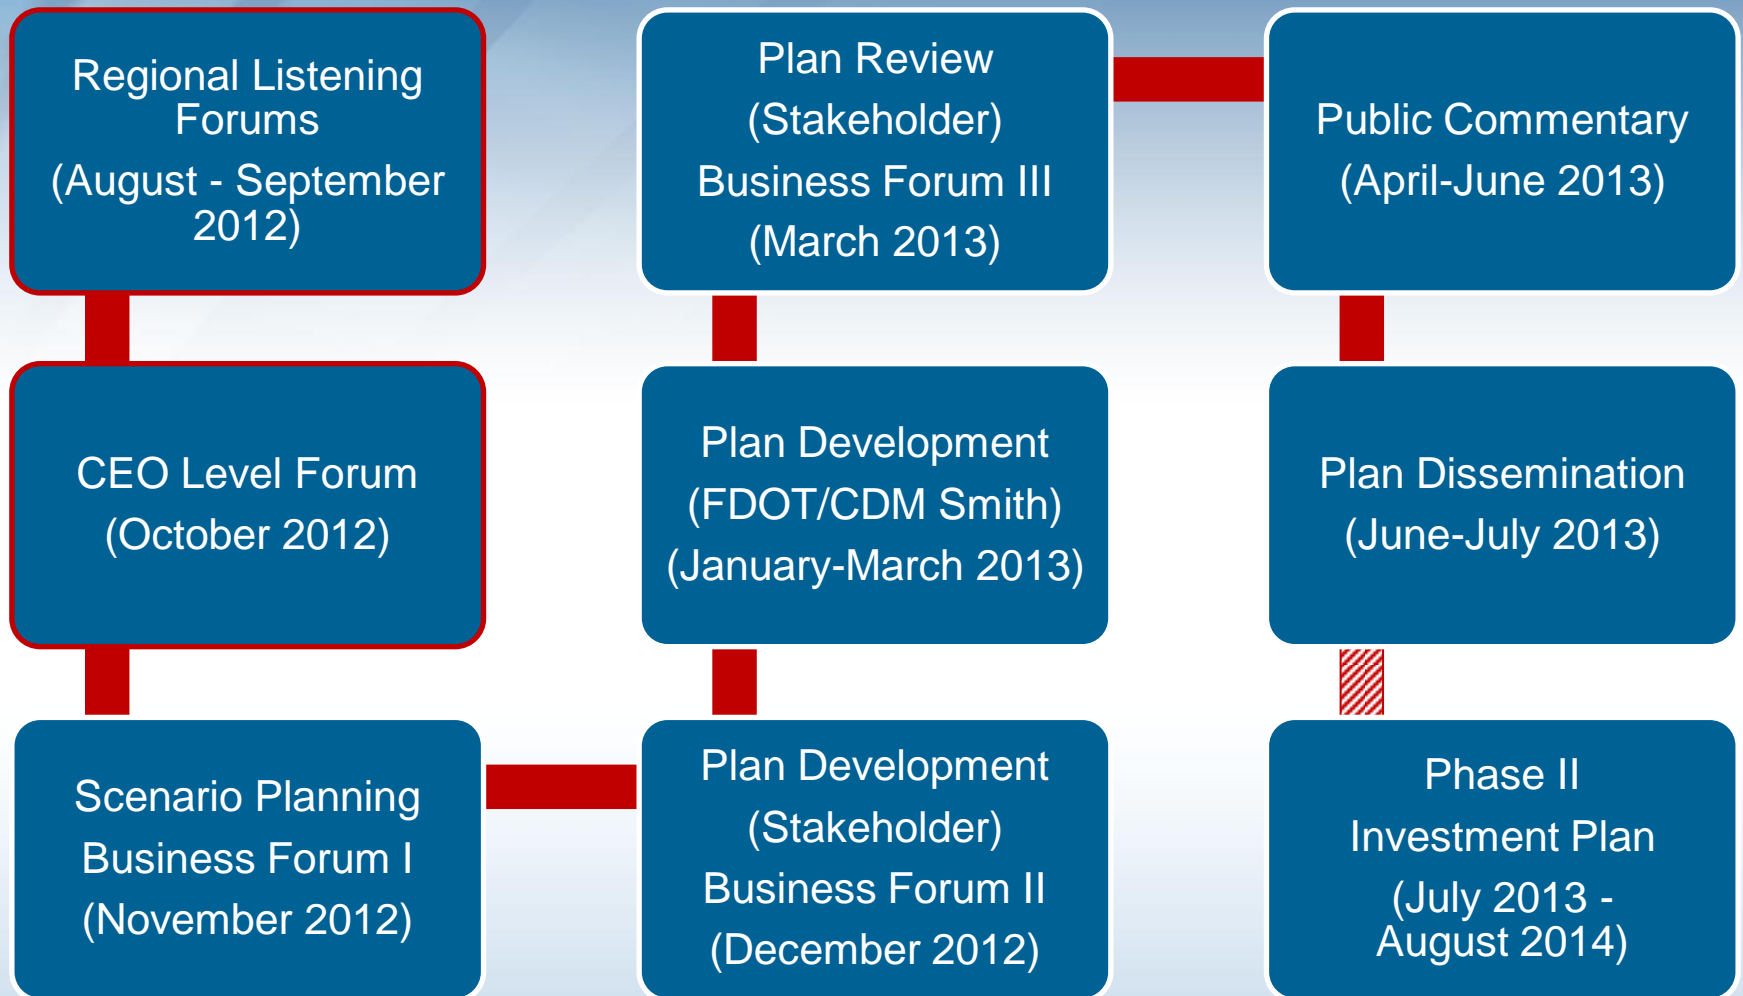 Regional Listening
Forums
(August - September
2012)
CEO Level Forum
(October 2012)
Scenario Planning
Business Forum I
(November 2012)
Plan Development
(Stakeholder)
Business Forum II
(December 2012)
Plan Development
(FDOT/CDM Smith)
(January-March 2013)
Plan Review
(Stakeholder)
Business Forum III
(March 2013)
Public Commentary
(April-June 2013)
Plan Dissemination
(June-July 2013)
Phase II
Investment Plan
(July 2013 -
August 2014)